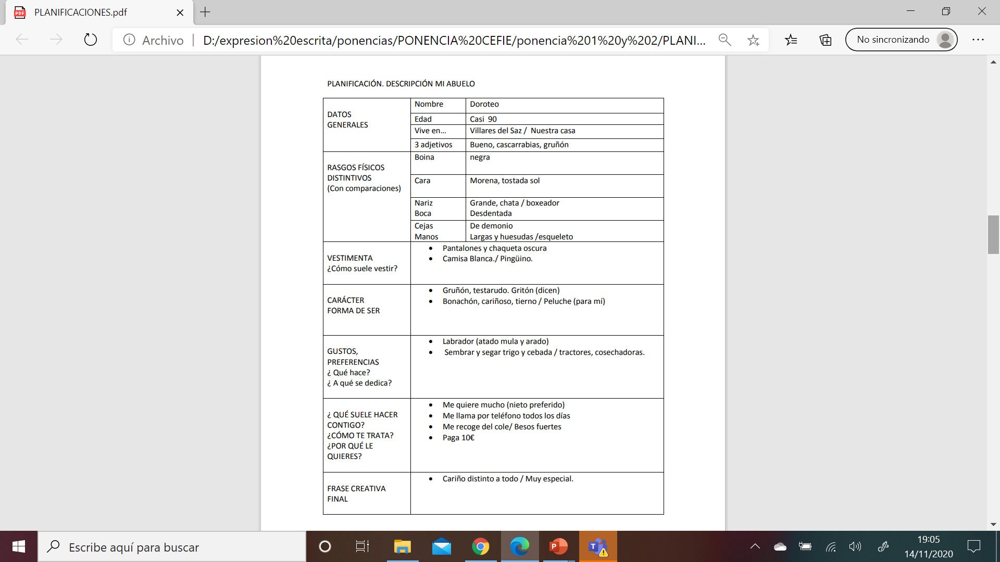 PLANIFICACIONES.pdf
Archivo
D:/expresion%20escrita/ponencias/PONENCIA%20CEFIE/ponencia%201%20y%202/PLANI...
No sincronizando
PLANIFICACIÓN. DESCRIPCIÓN MI ABUELO
DATOS
GENERALES
Nombre
Doroteo
Edad
Casi 90
Vive en...
Villares del Saz / Nuestra casa
3 adjetivos
Bueno, cascarrabias, gruñón
RASGOS FÍSICOS
DISTINTIVOS
(Con comparaciones)
Boina
negra
Cara
Morena, tostada sol
Nariz
Grande, chata / boxeador
Boca
Desdentada
Cejas
De demonio
Manos
Largas y huesudas /esqueleto
VESTIMENTA
¿Cómo suele vestir?
• Pantalones y chaqueta oscura
• Camisa Blanca./ Pingüino.
CARÁCTER
FORMA DE SER
• Gruñón, testarudo. Gritón (dicen)
• Bonachón, cariñoso, tierno / Peluche (para mí)
GUSTOS,
PREFERENCIAS
¿ Qué hace?
¿ A qué se dedica?
• Labrador (atado mula y arado)
• Sembrar y segar trigo y cebada / tractores, cosechadoras.
¿ QUÉ SUELE HACER
CONTIGO?
¿CÓMO TE TRATA?
¿POR QUÉ LE
QUIERES?
• Me quiere mucho (nieto preferido)
• Me llama por teléfono todos los días
• Me recoge del cole/ Besos fuertes
• Paga 10€
FRASE CREATIVA
FINAL
• Cariño distinto a todo / Muy especial.
Escribe aquí para buscar
19:05
14/11/2020